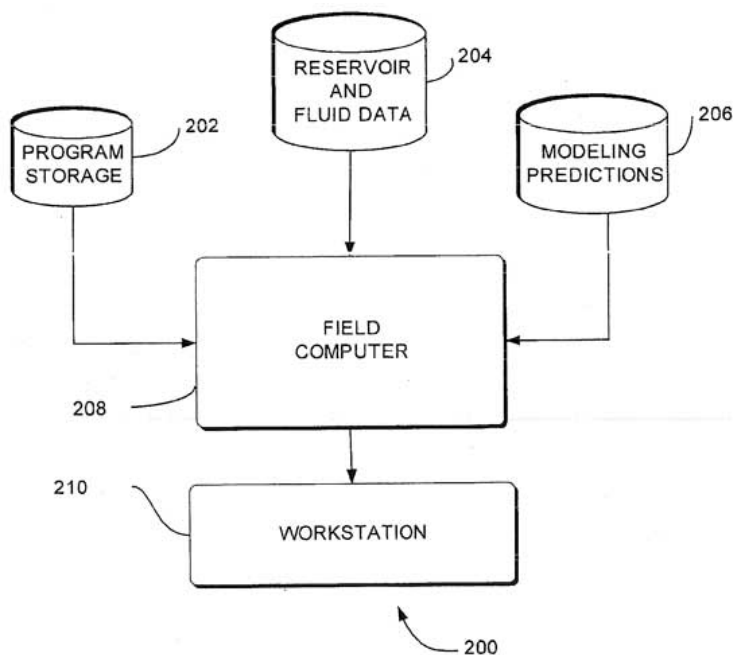 RESERVOIR
AND
FLUID DATA
204
202
PROGRAM
STORAGE
206
MODELING
PREDICTIONS
FIELD
COMPUTER
208
210
WORKSTATION
200